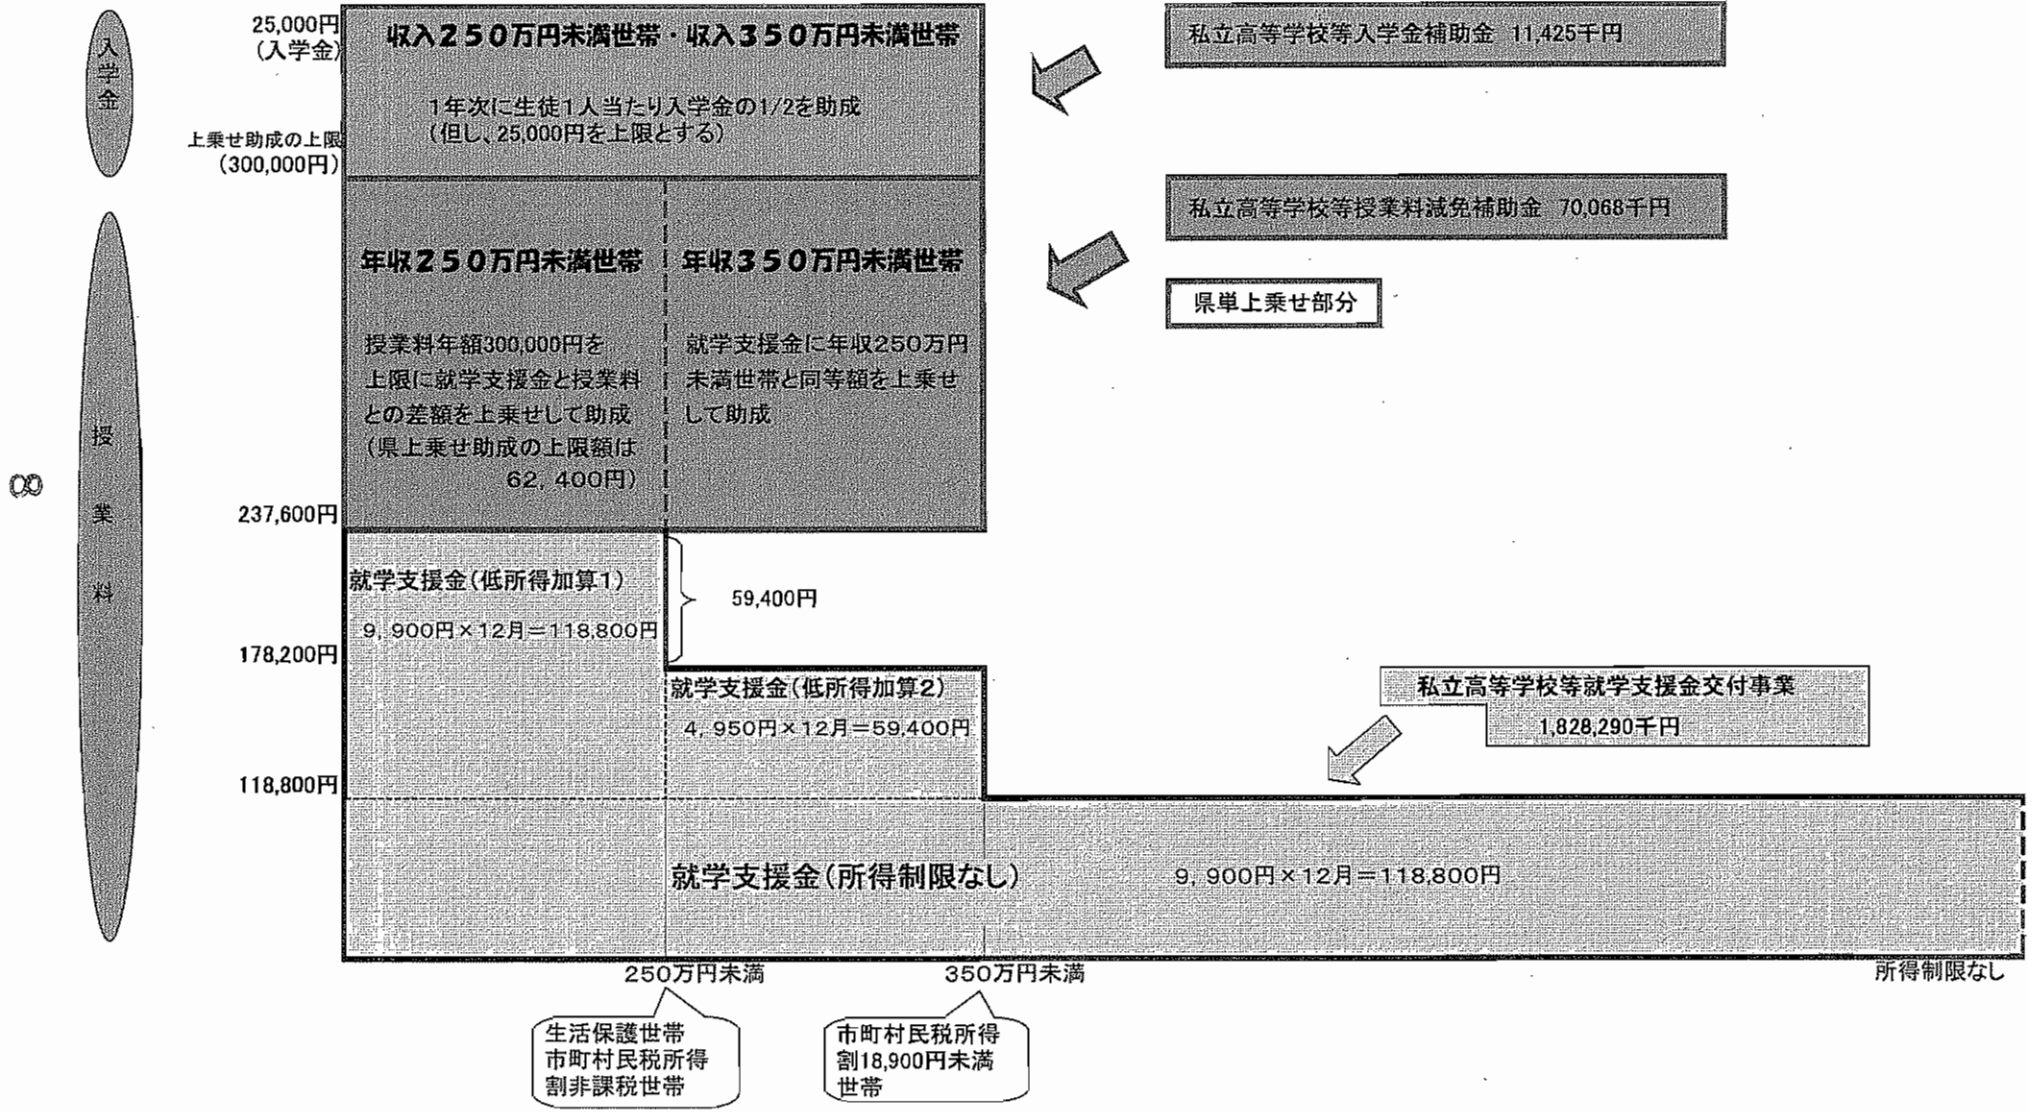 25,000円
(入学金)
入学金
収入250万円未満世帯・収入350万円未満世帯
1年次に生徒1人当たり入学金の1/2を助成
(但し、25,000円を上限とする)
私立高等学校等入学金補助金 11,425千円
上乗せ助成の上限
(300,000円)
私立高等学校等授業料減免補助金 70,068千円
県単上乗せ部分
授業料
年収250万円未満世帯
授業料年額300,000円を
上限に就学支援金と授業料
との差額を上乗せして助成
(県上乗せ助成の上限額は
62,400円)
年収350万円未満世帯
就学支援金に年収250万円
未満世帯と同等額を上乗せ
して助成
8
237,600円
就学支援金(低所得加算1)
9,900円×12月=118,800円
59,400円
178,200円
就学支援金(低所得加算2)
4,950円×12月=59,400円
私立高等学校等就学支援金交付事業
1,828,290千円
118,800円
就学支援金(所得制限なし)
9,900円×12月=118,800円
250万円未満
350万円未満
所得制限なし
生活保護世帯
市町村民税所得
割非課税世帯
市町村民税所得
割18,900円未満
世帯